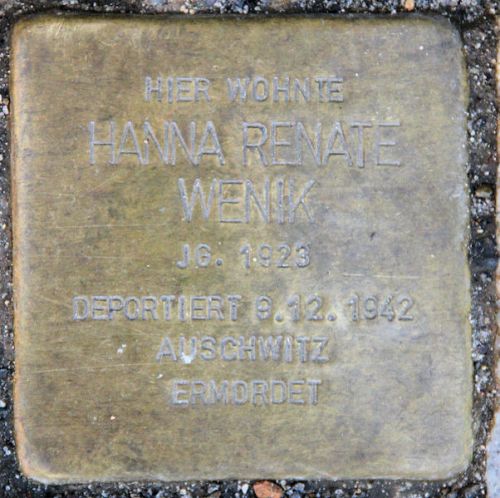 HIER WOHNTE
HANNA RENATE
WENIK
JG. 1923
DEPORTIERT 9.12. 1942
AUSCHWITZ
ERMORDET